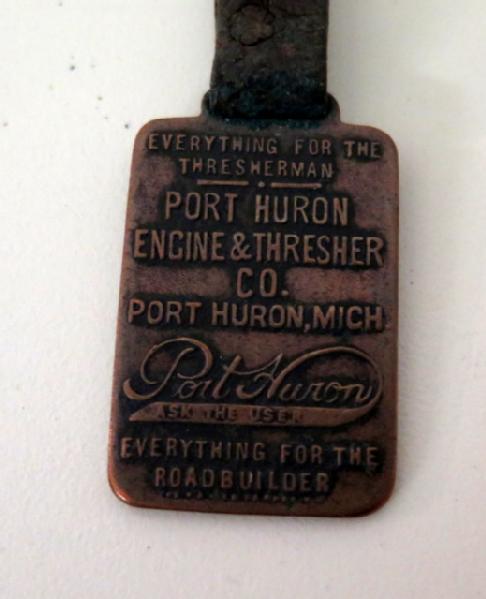 EVERYTHING FOR THE
THRESHERMAN
PORT HURON
ENGINE & THRESHER
CO.
PORT HURON, MICH
Port Huron
ASK THE USER
EVERYTHING FOR THE
ROADBUILDER